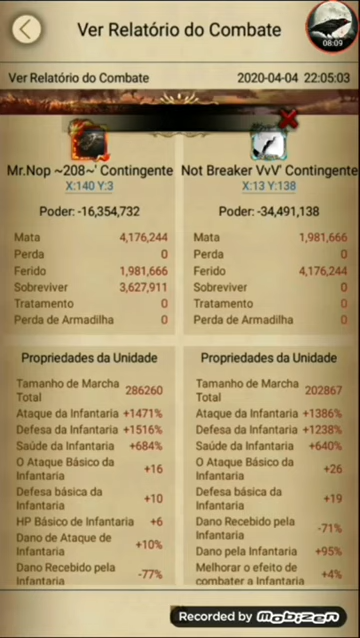 Ver Relatório do Combate
08:09
Ver Relatório do Combate 2020-04-04 22:05:03
Mr.Nop ~208~' Contingente
X:140 Y:3
Poder: -16,354,732
Mata 4,176,244
Perda 0
Ferido 1,981,666
Sobreviver 3,627,911
Tratamento 0
Perda de Armadilha 0
Not Breaker VvV' Contingente
X:13 Y:138
Poder: -34,491,138
Mata 1,981,666
Perda 0
Ferido 4,176,244
Sobreviver 0
Tratamento 0
Perda de Armadilha 0
Propriedades da Unidade
Tamanho de Marcha
Total 286260
Ataque da Infantaria +1471%
Defesa da Infantaria +1516%
Saúde da Infantaria +684%
O Ataque Básico da
Infantaria +16
Defesa básica da
Infantaria +10
HP Básico de Infantaria +6
Dano de Ataque de
Infantaria +10%
Dano Recebido pela
Infantaria -77%
Propriedades da Unidade
Tamanho de Marcha
Total 202867
Ataque da Infantaria +1386%
Defesa da Infantaria +1238%
Saúde da Infantaria +640%
O Ataque Básico da
Infantaria +26
Defesa básica da
Infantaria +19
Dano Recebido pela
Infantaria -71%
Dano pela Infantaria +95%
Melhorar o efeito de
combater a Infantaria +4%
Recorded by Mobizen